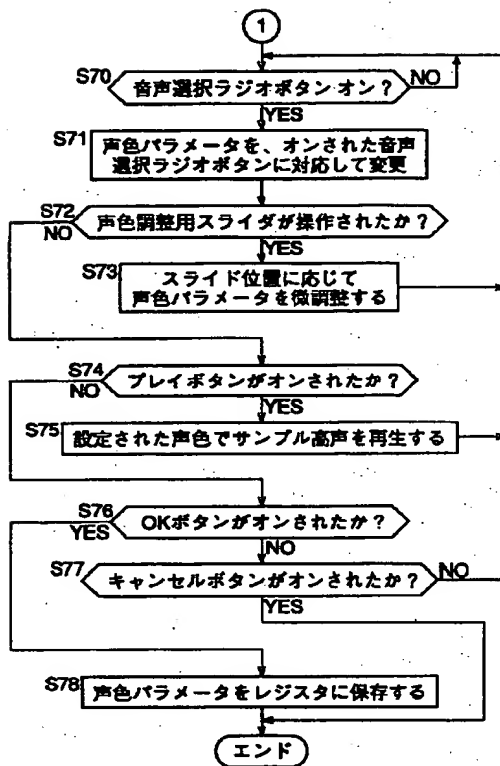 1
S70
音声選択ラジオボタン オン？
NO
YES
S71
声色パラメータを、オンされた音声
選択ラジオボタンに対応して変更
S72
声色調整用スライダが操作されたか？
NO
YES
S73
スライド位置に応じて
声色パラメータを微調整する
S74
プレイボタンがオンされたか？
NO
YES
S75
設定された声色でサンプル高声を再生する
S76
OKボタンがオンされたか？
YES
NO
S77
キャンセルボタンがオンされたか？
NO
YES
S78
声色パラメータをレジスタに保存する
エンド